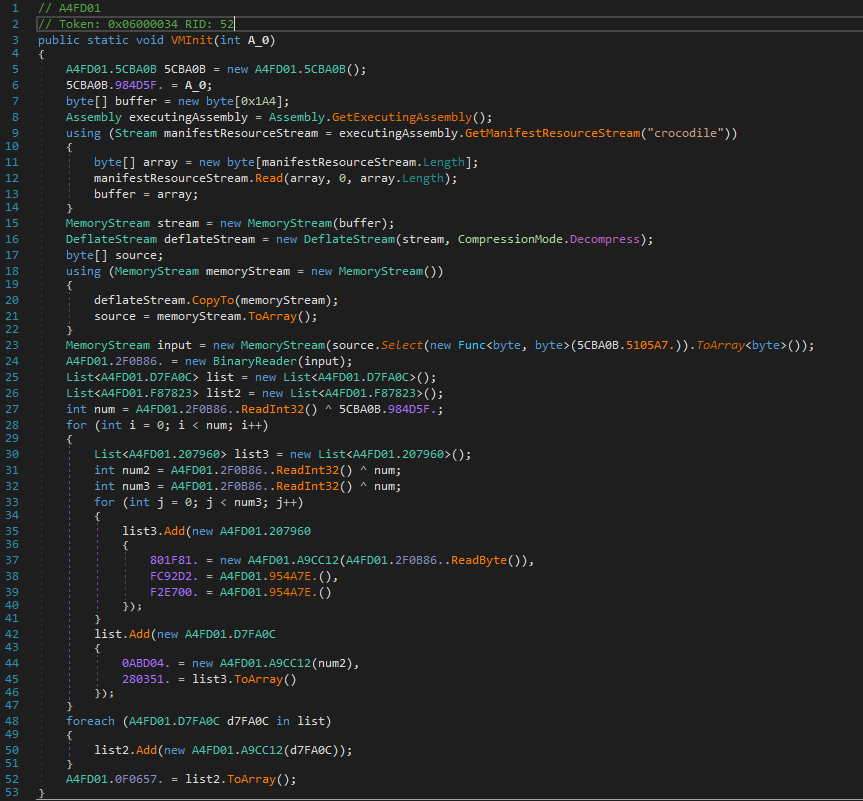 1 // A4FD01
2 // Token: 0x06000034 RID: 52
3 public static void VMInit(int A_0)
4 {
5 A4FD01.5CBA0B 5CBA0B = new A4FD01.5CBA0B();
6 5CBA0B.984D5F. = A_0;
7 byte[] buffer = new byte[0x1A4];
8 Assembly executingAssembly = Assembly.GetExecutingAssembly();
9 using (Stream manifestResourceStream = executingAssembly.GetManifestResourceStream("crocodile"))
10 {
11 byte[] array = new byte[manifestResourceStream.Length];
12 manifestResourceStream.Read(array, 0, array.Length);
13 buffer = array;
14 }
15 MemoryStream stream = new MemoryStream(buffer);
16 DeflateStream deflateStream = new DeflateStream(stream, CompressionMode.Decompress);
17 byte[] source;
18 using (MemoryStream memoryStream = new MemoryStream())
19 {
20 deflateStream.CopyTo(memoryStream);
21 source = memoryStream.ToArray();
22 }
23 MemoryStream input = new MemoryStream(source.Select(new Func<byte, byte>(5CBA0B.5105A7.)).ToArray<byte>());
24 A4FD01.2F0B86. = new BinaryReader(input);
25 List<A4FD01.D7FA0C> list = new List<A4FD01.D7FA0C>();
26 List<A4FD01.F87823> list2 = new List<A4FD01.F87823>();
27 int num = A4FD01.2F0B86..ReadInt32() ^ 5CBA0B.984D5F.;
28 for (int i = 0; i < num; i++)
29 {
30 List<A4FD01.207960> list3 = new List<A4FD01.207960>();
31 int num2 = A4FD01.2F0B86..ReadInt32() ^ num;
32 int num3 = A4FD01.2F0B86..ReadInt32() ^ num;
33 for (int j = 0; j < num3; j++)
34 {
35 list3.Add(new A4FD01.207960
36 {
37 801F81. = new A4FD01.A9CC12(A4FD01.2F0B86..ReadByte()),
38 FC92D2. = A4FD01.954A7E.(),
39 F2E700. = A4FD01.954A7E.()
40 });
41 }
42 list.Add(new A4FD01.D7FA0C
43 {
44 0ABD04. = new A4FD01.A9CC12(num2),
45 280351. = list3.ToArray()
46 });
47 }
48 foreach (A4FD01.D7FA0C d7FA0C in list)
49 {
50 list2.Add(new A4FD01.A9CC12(d7FA0C));
51 }
52 A4FD01.0F0657. = list2.ToArray();
53 }